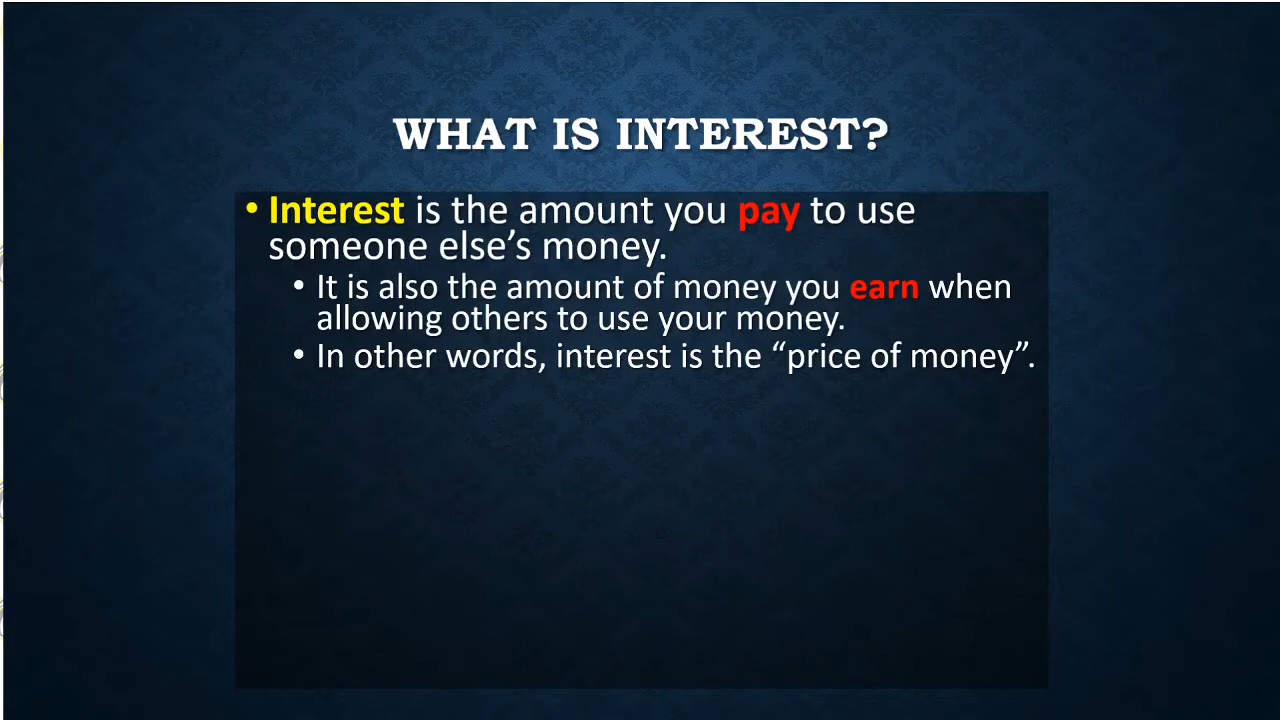 WHAT IS INTEREST?
• Interest is the amount you pay to use
someone else’s money.
• It is also the amount of money you earn when
allowing others to use your money.
• In other words, interest is the “price of money”.